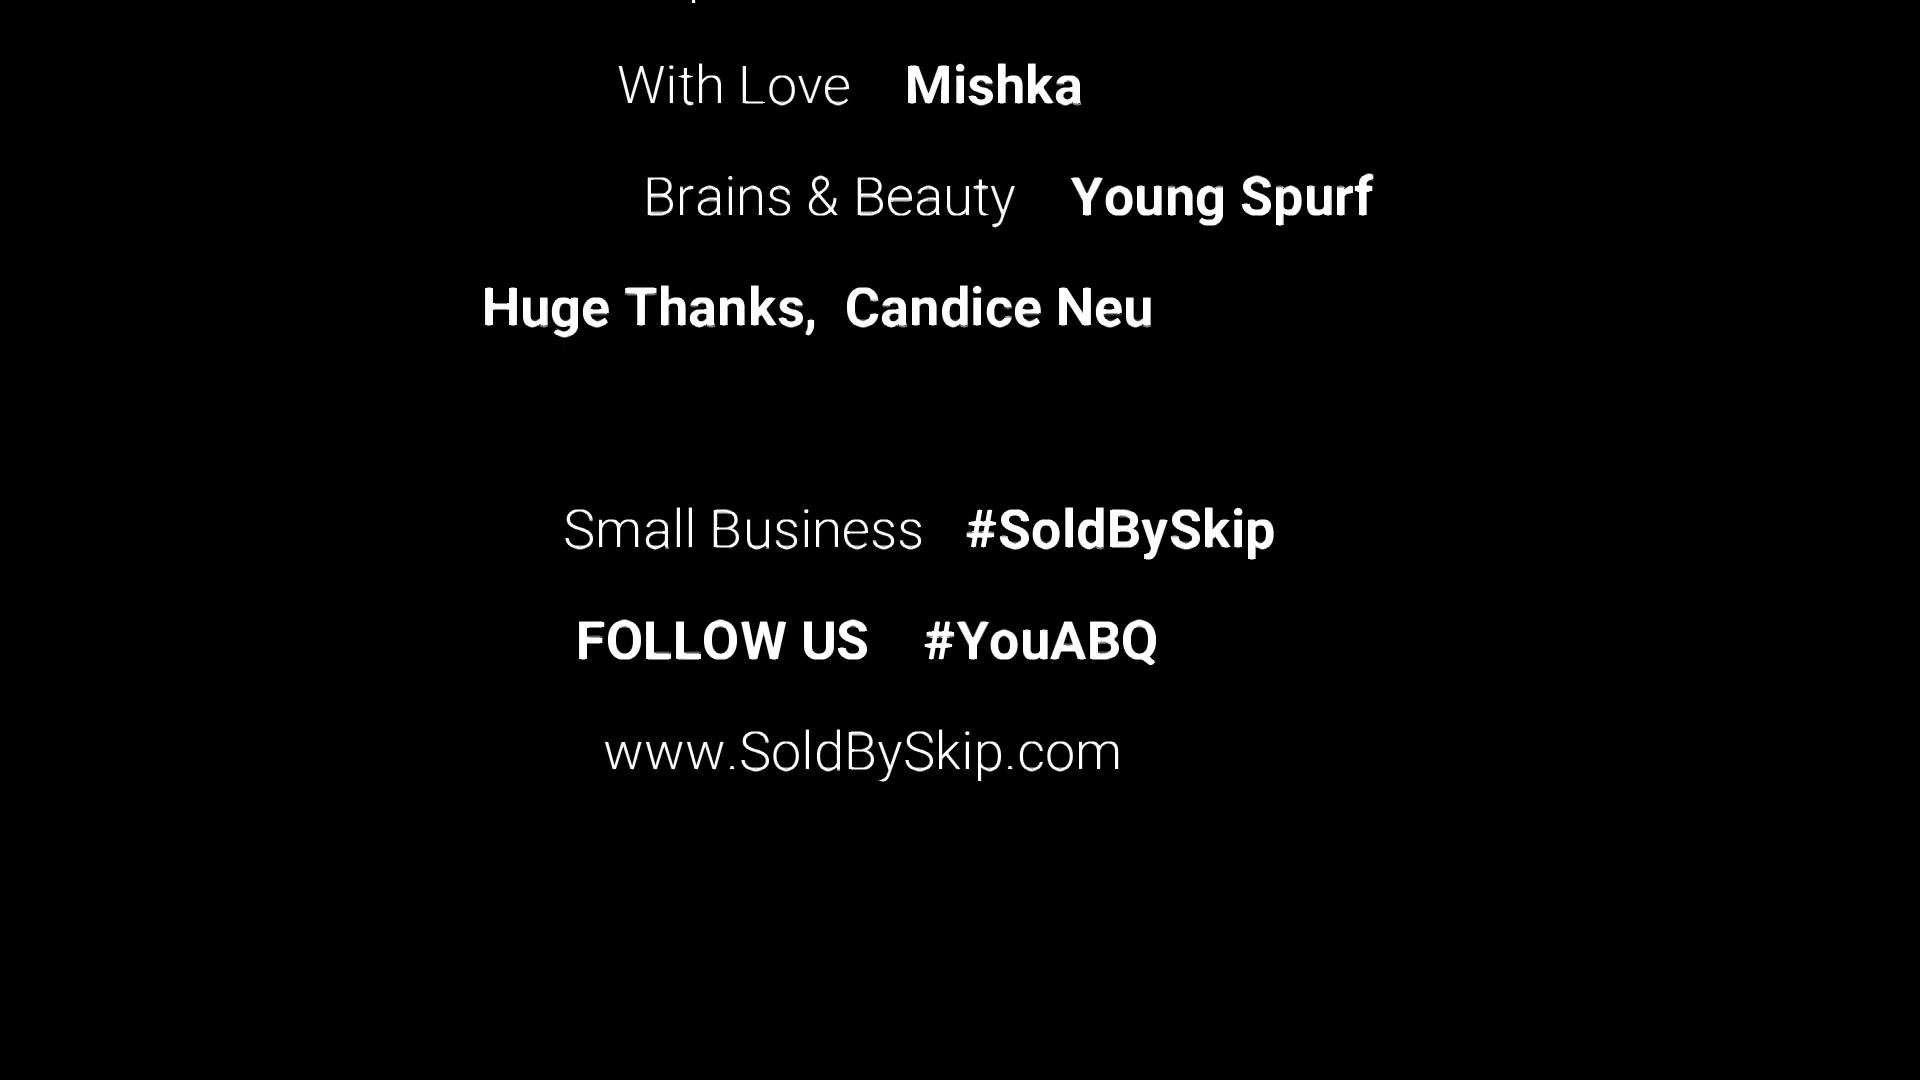 With Love Mishka
Brains & Beauty Young Spurf
Huge Thanks, Candice Neu
Small Business #SoldBySkip
FOLLOW US #YouABQ
www.SoldBySkip.com